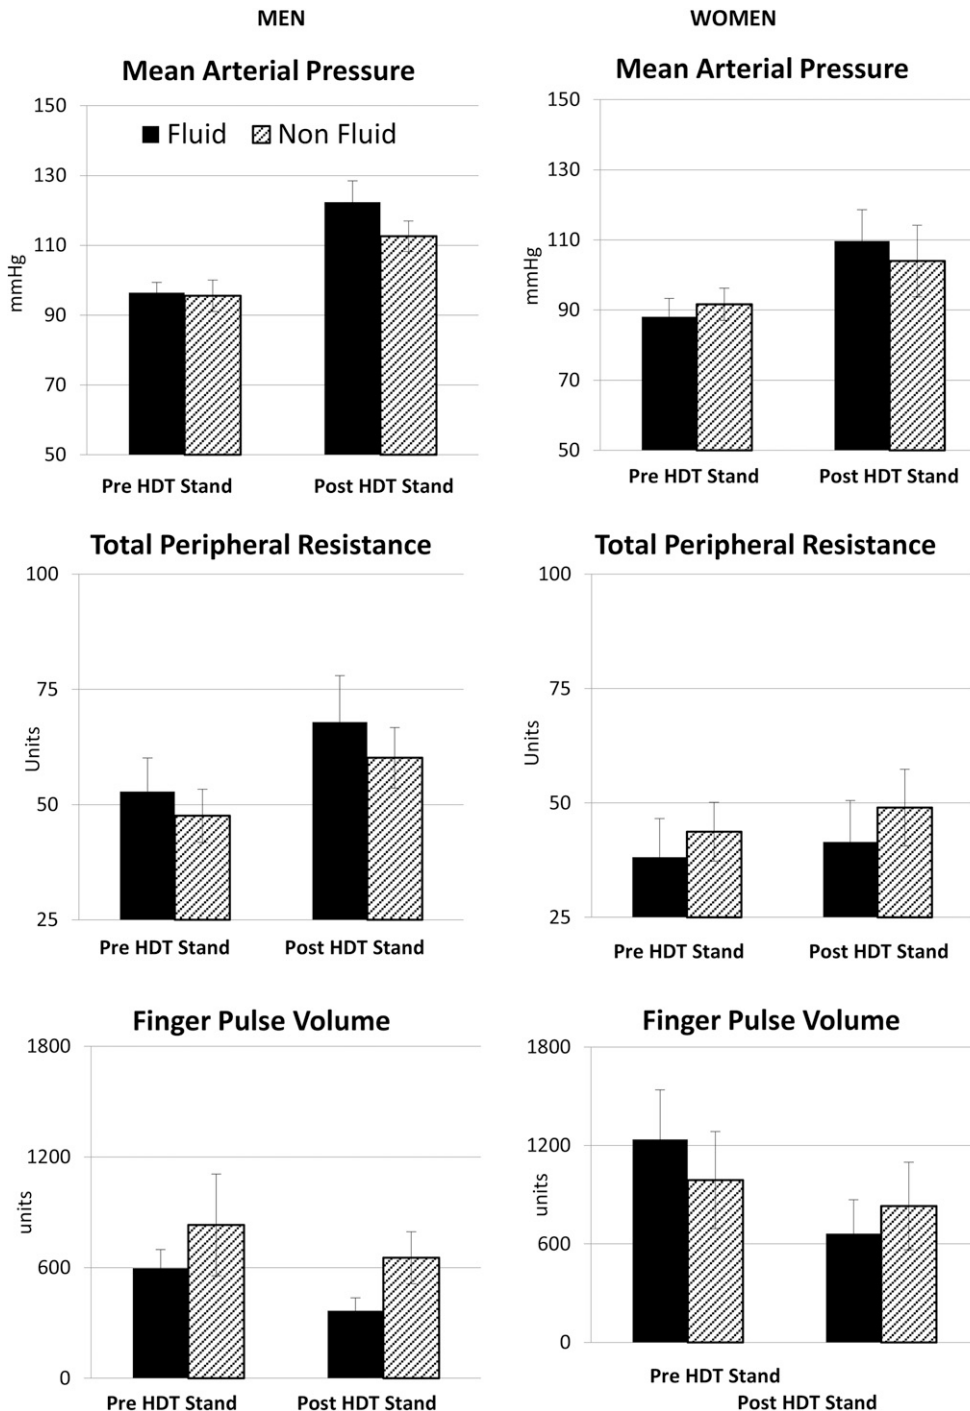 MEN
WOMEN
Mean Arterial Pressure
150
130
110
90
70
50
mmHg
Fluid
Non Fluid
Pre HDT Stand
Post HDT Stand
Mean Arterial Pressure
150
130
110
90
70
50
mmHg
Pre HDT Stand
Post HDT Stand
Total Peripheral Resistance
100
75
50
25
Units
Pre HDT Stand
Post HDT Stand
Total Peripheral Resistance
100
75
50
25
Units
Pre HDT Stand
Post HDT Stand
Finger Pulse Volume
1800
1200
600
0
units
Pre HDT Stand
Post HDT Stand
Finger Pulse Volume
1800
1200
600
0
units
Pre HDT Stand
Post HDT Stand